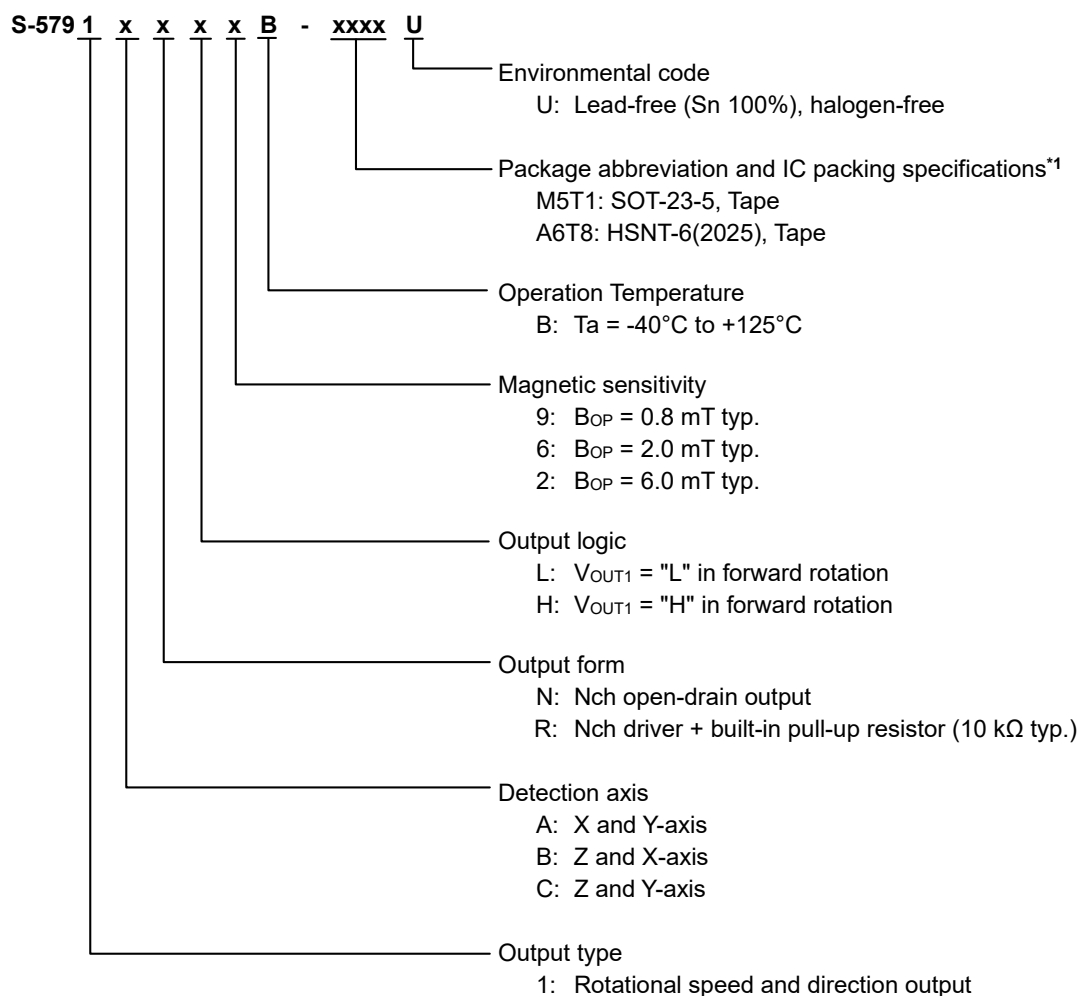 S-579 1 x x x x B - xxxx U
Environmental code
U: Lead-free (Sn 100%), halogen-free
Package abbreviation and IC packing specifications*1
M5T1: SOT-23-5, Tape
A6T8: HSNT-6(2025), Tape
Operation Temperature
B: Ta = -40°C to +125°C
Magnetic sensitivity
9: BOP = 0.8 mT typ.
6: BOP = 2.0 mT typ.
2: BOP = 6.0 mT typ.
Output logic
L: VOUT1 = "L" in forward rotation
H: VOUT1 = "H" in forward rotation
Output form
N: Nch open-drain output
R: Nch driver + built-in pull-up resistor (10 kΩ typ.)
Detection axis
A: X and Y-axis
B: Z and X-axis
C: Z and Y-axis
Output type
1: Rotational speed and direction output